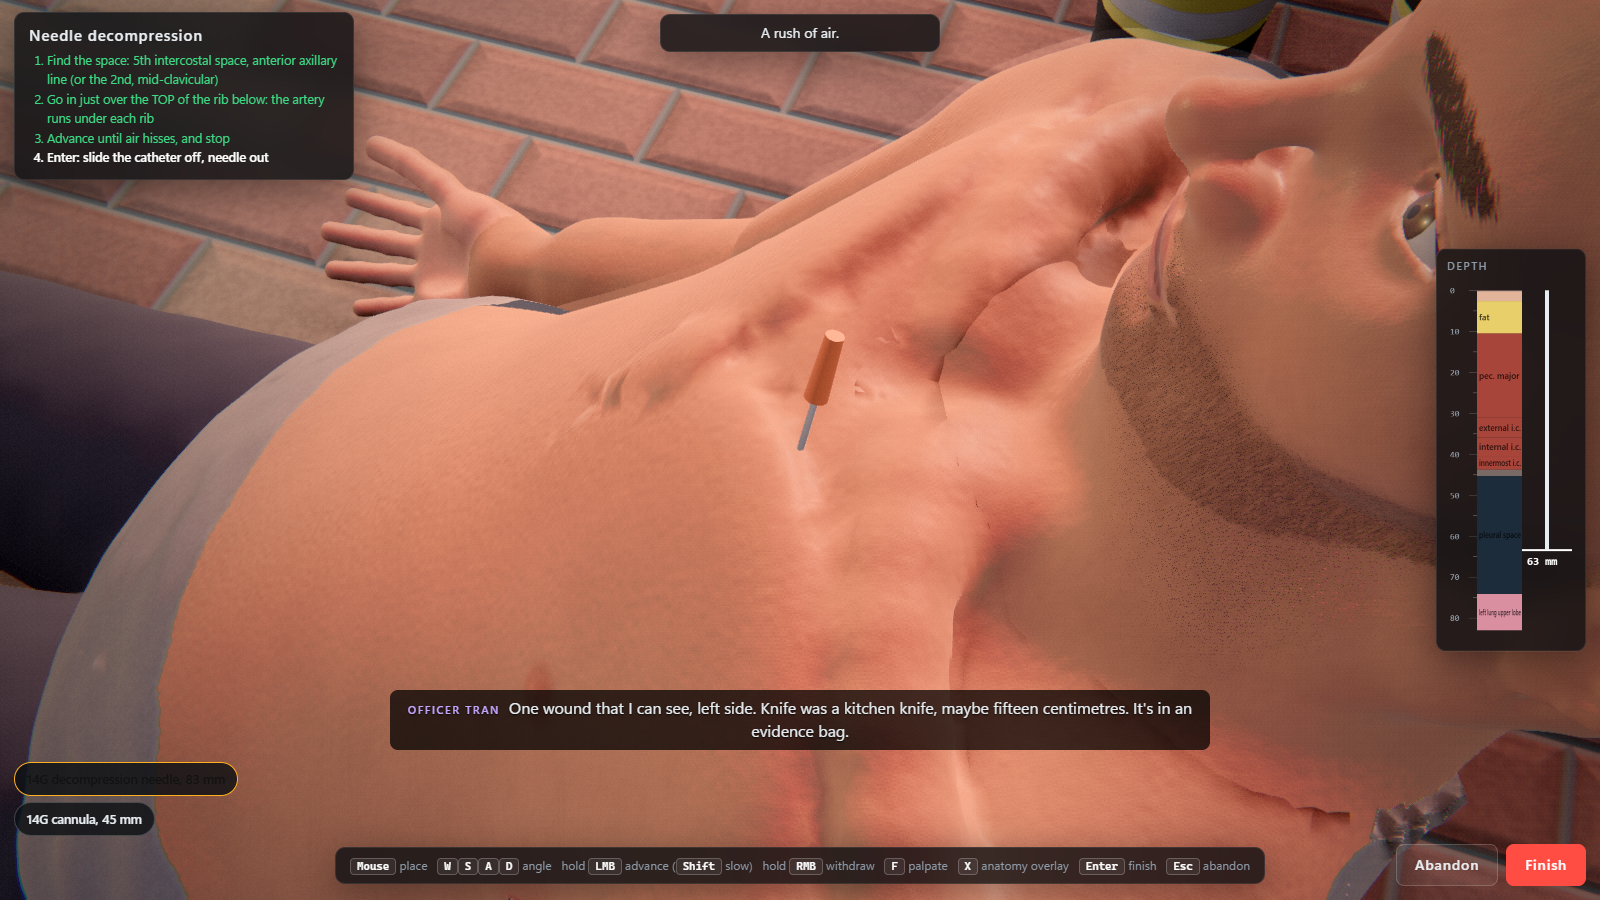 Needle decompression
1. Find the space: 5th intercostal space, anterior axillary
line (or the 2nd, mid-clavicular)
2. Go in just over the TOP of the rib below: the artery
runs under each rib
3. Advance until air hisses, and stop
4. Enter: slide the catheter off, needle out
A rush of air.
DEPTH
0
fat
10
pec. major
20
30
external i.c.
internal i.c.
40
innermost i.c.
50
pleural space
60
63 mm
70
left lung upper lobe
80
OFFICER TRAN One wound that I can see, left side. Knife was a kitchen knife, maybe fifteen centimetres. It's in an
evidence bag.
14G decompression needle, 83 mm
14G cannula, 45 mm
Mouse place W S A D angle hold LMB advance (Shift slow) hold RMB withdraw F palpate X anatomy overlay Enter finish Esc abandon
Abandon
Finish